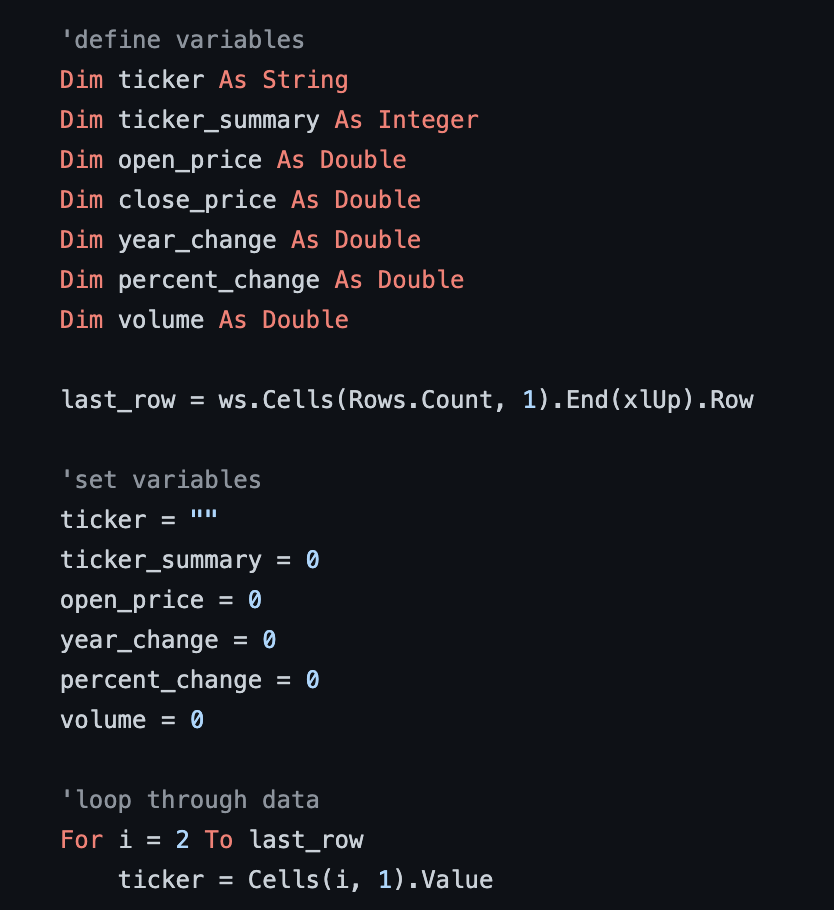 'define variables
Dim ticker As String
Dim ticker_summary As Integer
Dim open_price As Double
Dim close_price As Double
Dim year_change As Double
Dim percent_change As Double
Dim volume As Double
last_row = ws.Cells(Rows.Count, 1).End(xlUp).Row
'set variables
ticker = ""
ticker_summary = 0
open_price = 0
year_change = 0
percent_change = 0
volume = 0
'loop through data
For i = 2 To last_row
ticker = Cells(i, 1).Value